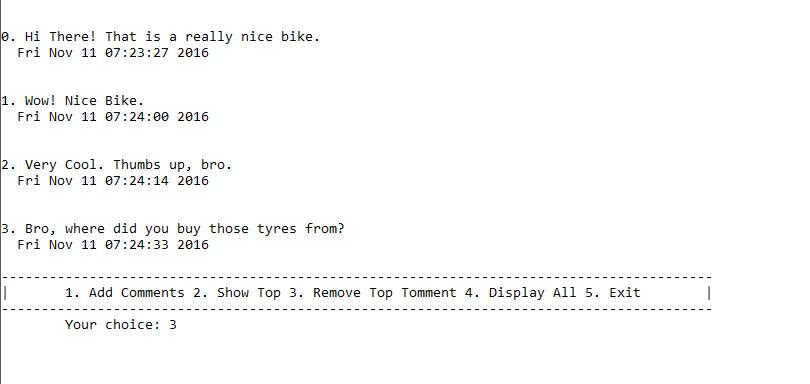 0. Hi There! That is a really nice bike.
Fri Nov 11 07:23:27 2016
1. Wow! Nice Bike.
Fri Nov 11 07:24:00 2016
2. Very Cool. Thumbs up, bro.
Fri Nov 11 07:24:14 2016
3. Bro, where did you buy those tyres from?
Fri Nov 11 07:24:33 2016
-----------------------------------------------------------------------------------------
|       1. Add Comments 2. Show Top 3. Remove Top Tomment 4. Display All 5. Exit        |
-----------------------------------------------------------------------------------------
Your choice: 3